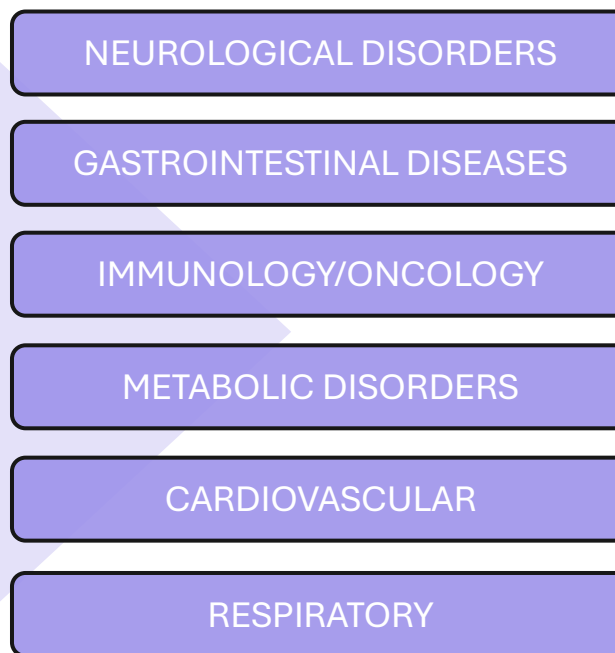 NEUROLOGICAL DISORDERS
GASTROINTESTINAL DISEASES
IMMUNOLOGY/ONCOLOGY
METABOLIC DISORDERS
CARDIOVASCULAR
RESPIRATORY